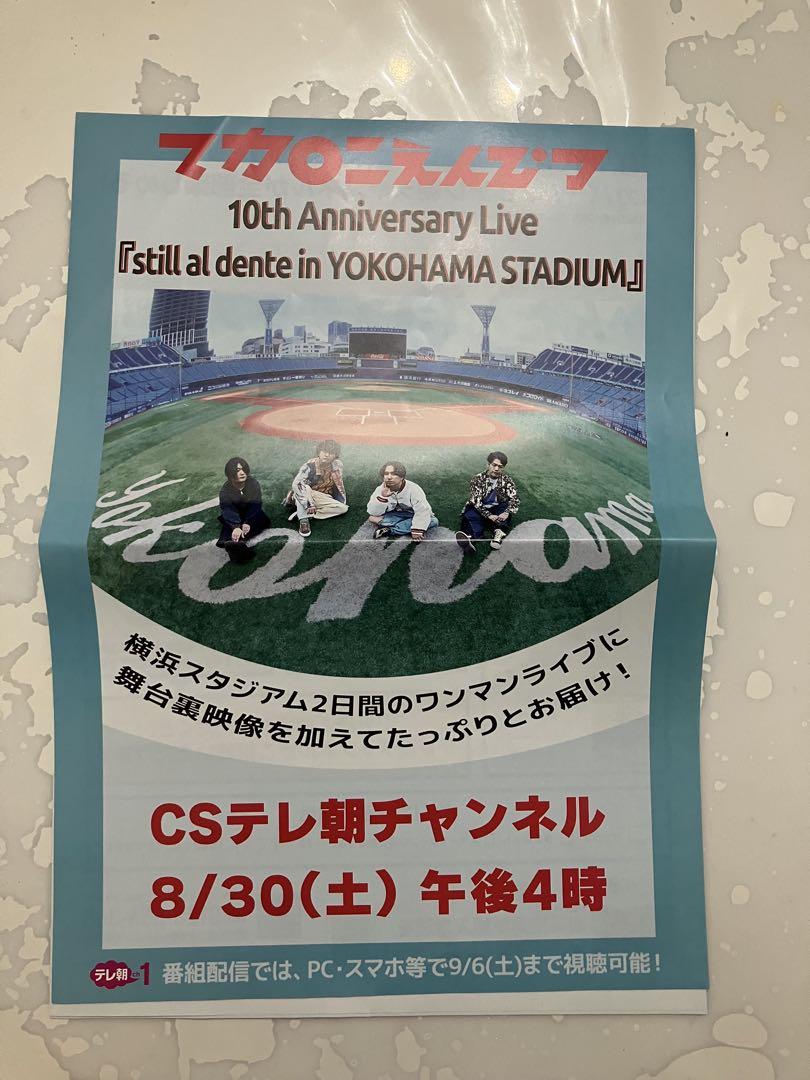 マカロニえんぴつ
10th Anniversary Live
『still al dente in YOKOHAMA STADIUM』
Yokohama
横浜スタジアム2日間のワンマンライブに
舞台裏映像を加えてたっぷりとお届け！
CSテレ朝チャンネル
8/30(土) 午後4時
テレ朝ch1 番組配信では、PC・スマホ等で9/6(土)まで視聴可能！